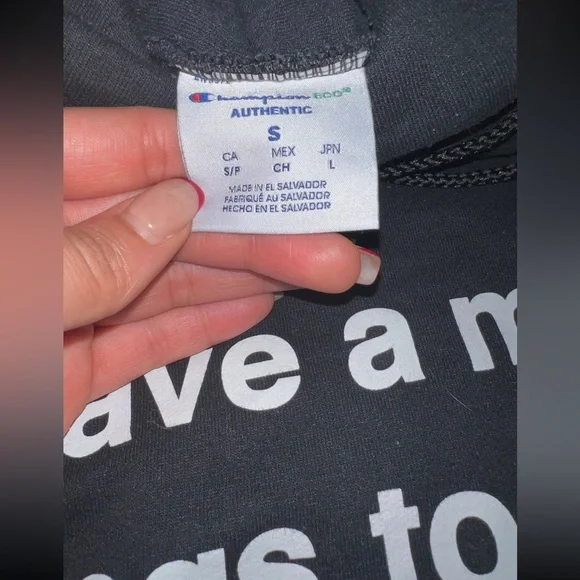 Champion ECO®
AUTHENTIC
S
CA MEX JPN
S/P CH L
MADE IN EL SALVADOR
FABRIQUÉ AU SALVADOR
HECHO EN EL SALVADOR
ave a m
gs to